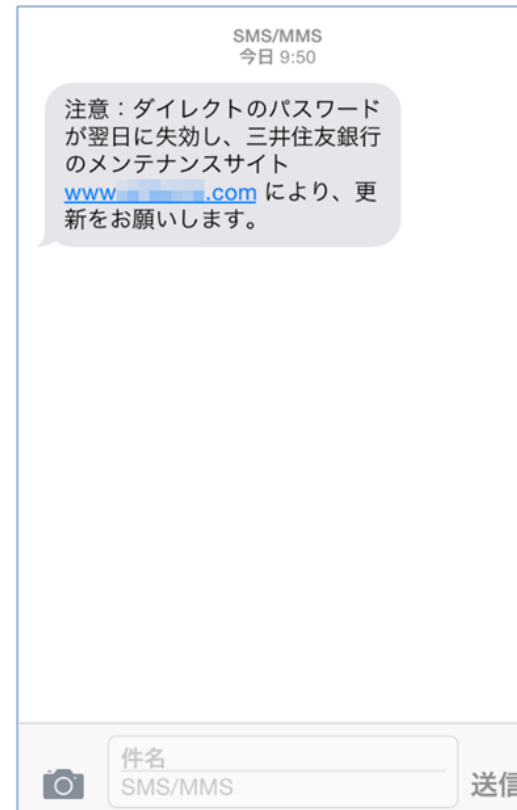 SMS/MMS
今日 9:50
注意：ダイレクトのパスワード
が翌日に失効し、三井住友銀行
のメンテナンスサイト
www .com により、更
新をお願いします。
件名
SMS/MMS
送信